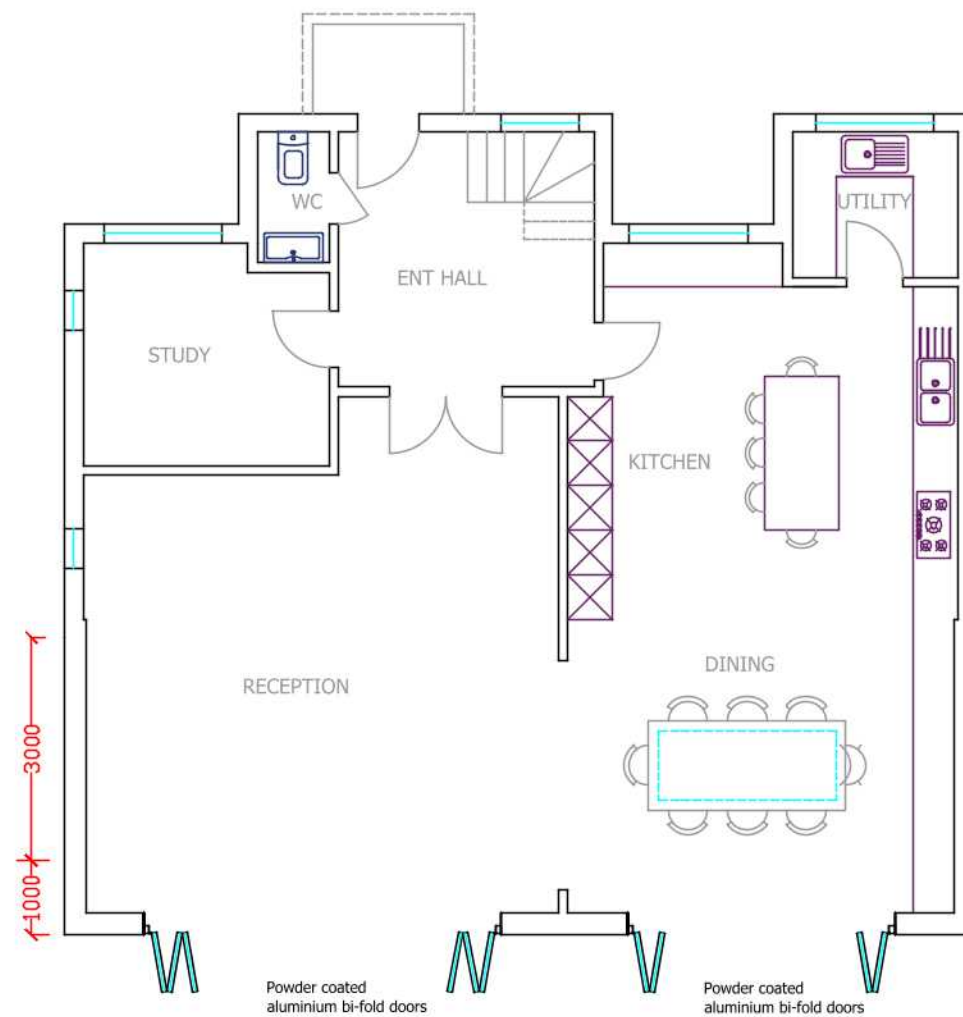 WC
UTILITY
ENT HALL
STUDY
KITCHEN
DINING
RECEPTION
3000
1000
Powder coated
aluminium bi-fold doors
Powder coated
aluminium bi-fold doors